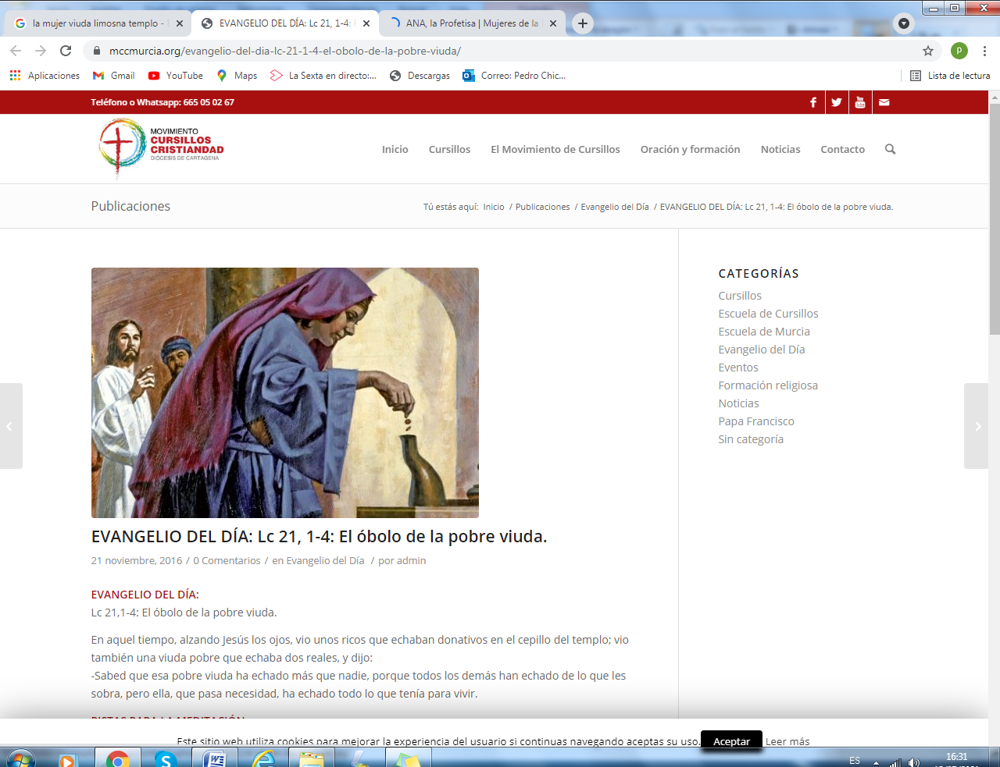 la mujer viuda limosna templo -
EVANGELIO DEL DÍA: Lc 21, 1-4:
ANA, la Profetisa | Mujeres de la
mccmurcia.org/evangelio-del-dia-lc-21-1-4-el-obolo-de-la-pobre-viuda/
P
Aplicaciones
Gmail
YouTube
Maps
La Sexta en directo:...
Descargas
Correo: Pedro Chic...
Lista de lectura
Teléfono o Whatsapp: 665 05 02 67
MOVIMIENTO
CURSILLOS
CRISTIANDAD
DIÓCESIS DE CARTAGENA
Inicio
Cursillos
El Movimiento de Cursillos
Oración y formación
Noticias
Contacto
Publicaciones
Tú estás aquí: Inicio / Publicaciones / Evangelio del Día / EVANGELIO DEL DÍA: Lc 21, 1-4: El óbolo de la pobre viuda.
CATEGORÍAS
Cursillos
Escuela de Cursillos
Escuela de Murcia
Evangelio del Día
Eventos
Formación religiosa
Noticias
Papa Francisco
Sin categoría
EVANGELIO DEL DÍA: Lc 21, 1-4: El óbolo de la pobre viuda.
21 noviembre, 2016 / 0 Comentarios / en Evangelio del Día / por admin
EVANGELIO DEL DÍA:
Lc 21,1-4: El óbolo de la pobre viuda.
En aquel tiempo, alzando Jesús los ojos, vio unos ricos que echaban donativos en el cepillo del templo; vio
también una viuda pobre que echaba dos reales, y dijo:
-Sabed que esa pobre viuda ha echado más que nadie, porque todos los demás han echado de lo que les
sobra, pero ella, que pasa necesidad, ha echado todo lo que tenía para vivir.
PISTAS PARA LA MEDITACIÓN
Este sitio web utiliza cookies para mejorar la experiencia del usuario si continuas navegando aceptas su uso.
Aceptar
Leer más
ES
16:31